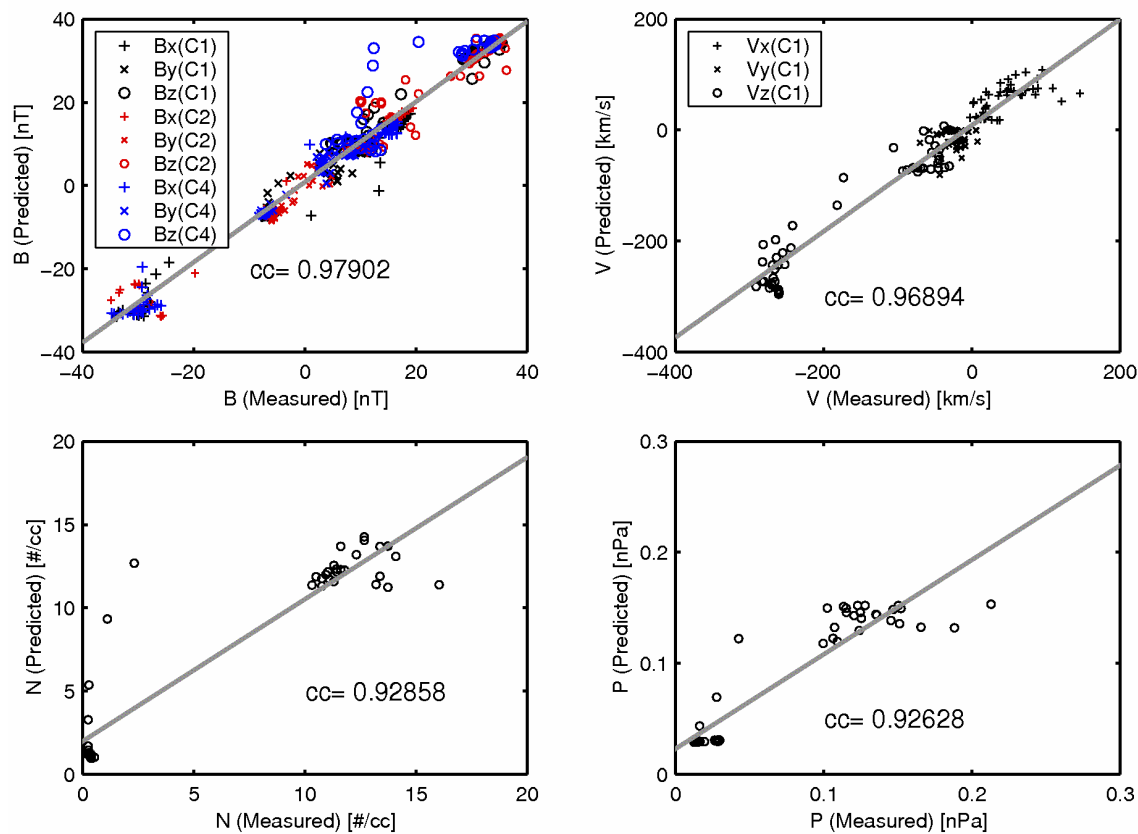 40
20
0
−20
−40
−40
−20
0
20
40
B (Predicted) [nT]
B (Measured) [nT]
Bx(C1)
By(C1)
Bz(C1)
Bx(C2)
By(C2)
Bz(C2)
Bx(C4)
By(C4)
Bz(C4)
cc= 0.97902
200
0
−200
−400
−400
−200
0
200
V (Predicted) [km/s]
V (Measured) [km/s]
Vx(C1)
Vy(C1)
Vz(C1)
cc= 0.96894
20
15
10
5
0
0
5
10
15
20
N (Predicted) [#/cc]
N (Measured) [#/cc]
cc= 0.92858
0.3
0.2
0.1
0
0
0.1
0.2
0.3
P (Predicted) [nPa]
P (Measured) [nPa]
cc= 0.92628